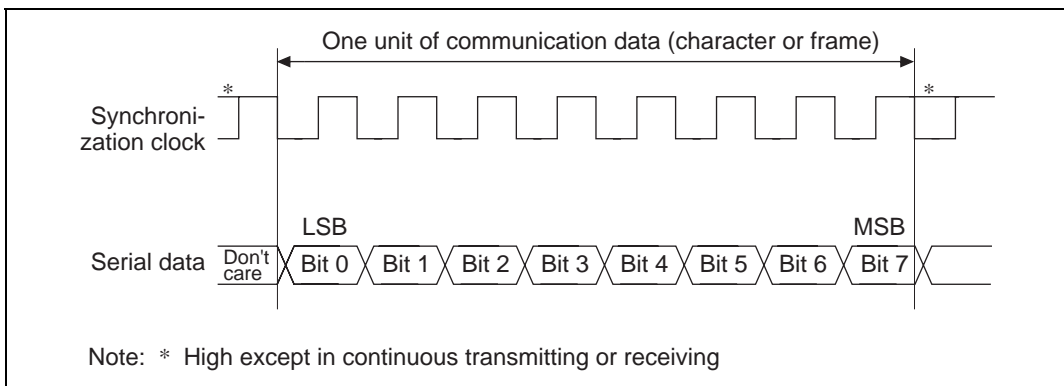 One unit of communication data (character or frame)
*
*
Synchroni-
zation clock
LSB
MSB
Serial data
Don't
care
Bit 0
Bit 1
Bit 2
Bit 3
Bit 4
Bit 5
Bit 6
Bit 7
Note: * High except in continuous transmitting or receiving